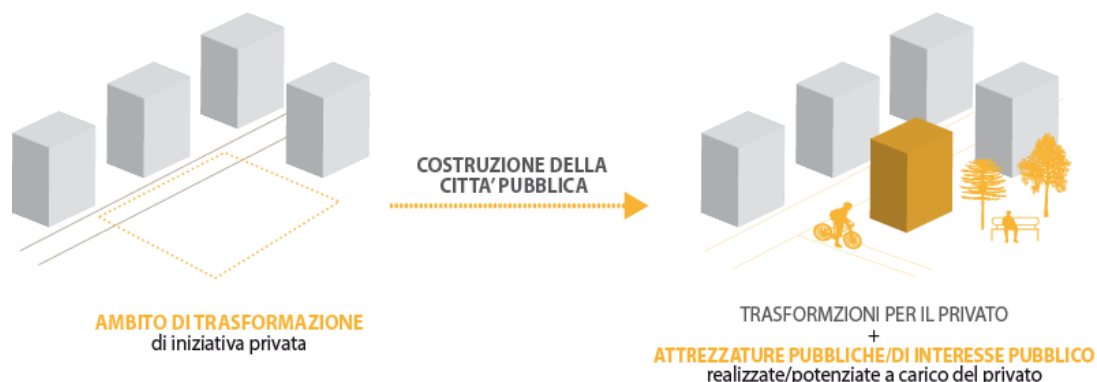 COSTRUZIONE DELLA
CITTA' PUBBLICA
AMBITO DI TRASFORMAZIONE
di iniziativa privata
TRASFORMZIONI PER IL PRIVATO
+
ATTREZZATURE PUBBLICHE/DI INTERESSE PUBBLICO
realizzate/potenziate a carico del privato